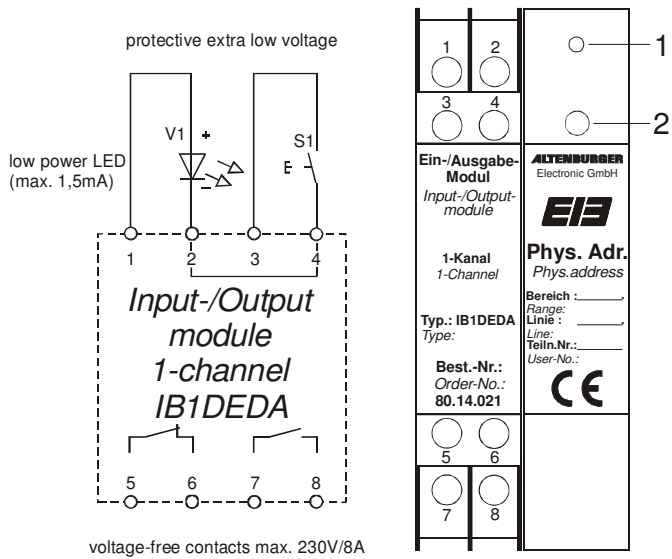 protective extra low voltage
V1
+
S1
E
low power LED
(max. 1,5mA)
–
1 2 3 4
Input-/Output
module
1-channel
IB1DEDA
5 6 7 8
voltage-free contacts max. 230V/8A
1 2
3 4
Ein-/Ausgabe-
Modul
Input-/Output-
module
1-Kanal
1-Channel
Typ.: IB1DEDA
Type:
Best.-Nr.:
Order-No.:
80.14.021
5 6
7 8
1
2
ALTENBURGER
Electronic GmbH
EIB
Phys. Adr.
Phys.address
Bereich :______.
Range:
Linie : ______.
Line:
Teiln.Nr.:______
User-No.:
CE